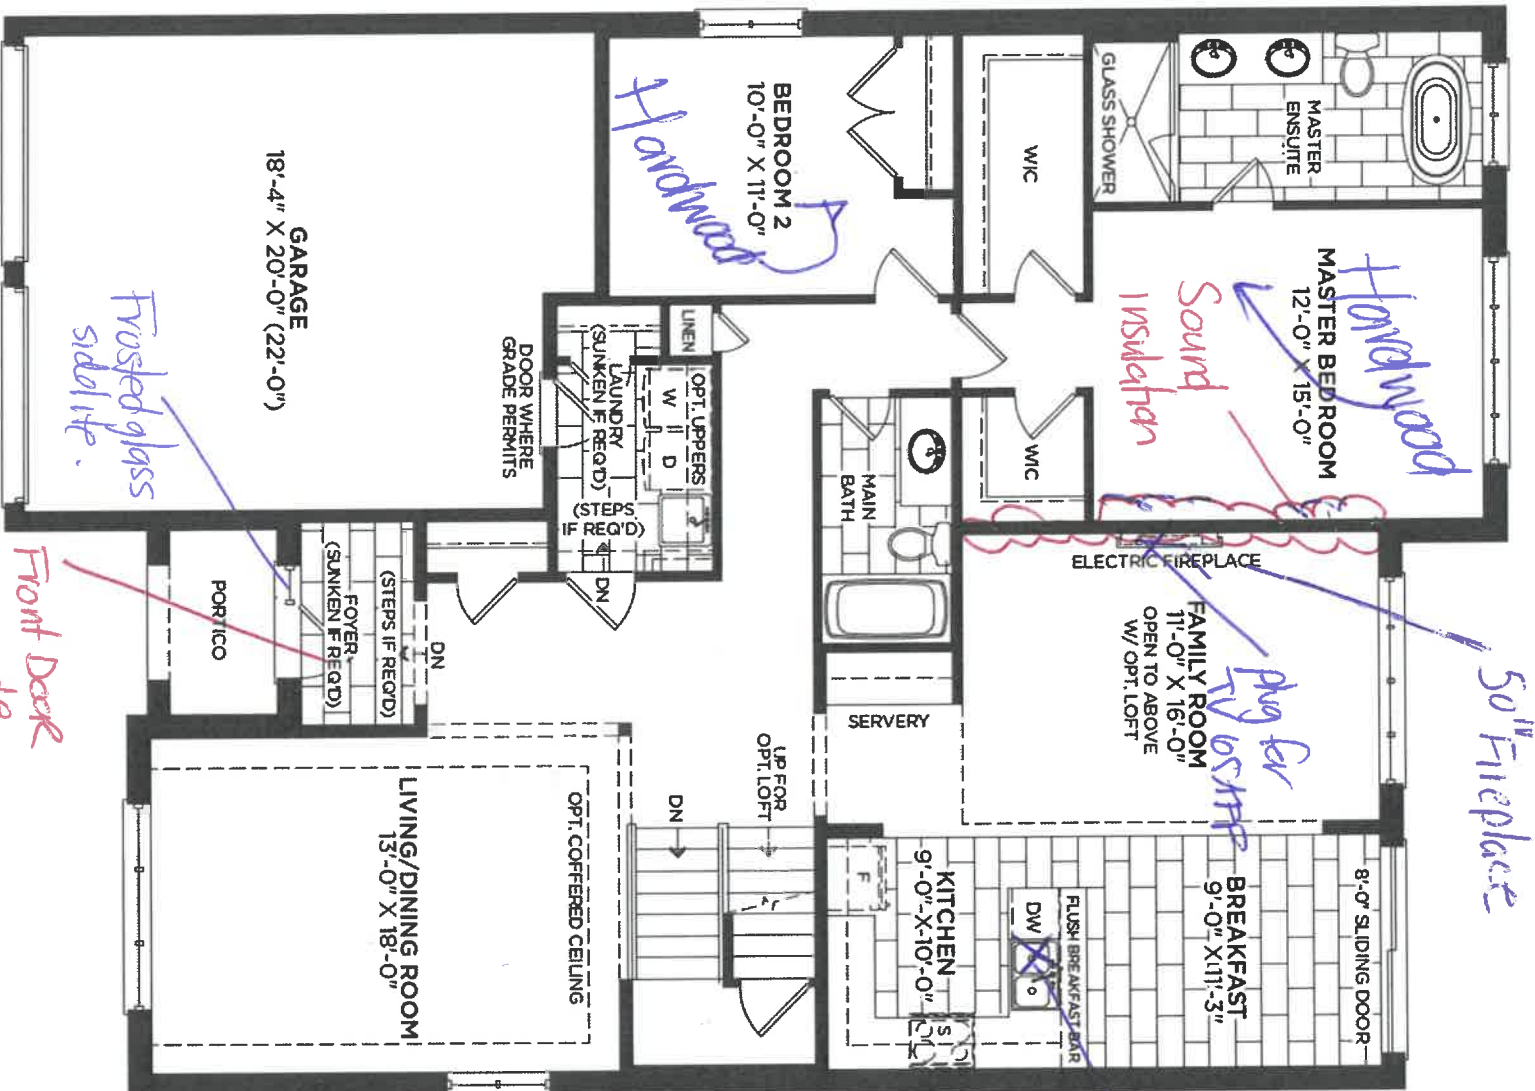 GLASS SHOWER
MASTER
ENSUITE
WIC
BEDROOM 2
10'-0" X 11'-0"
Hardwood
MASTER BEDROOM
12'-0" X 15'-0"
Hardwood
Sound
Insulation
WIC
GARAGE
18'-4" X 20'-0" (22'-0")
Frosted glass
sidelite.
DOOR WHERE
GRADE PERMITS
LINEN
LAUNDRY
(SUNKEN IF REQ'D)
OPT. UPPERS
W
D
(STEPS
IF REQ'D)
DN
MAIN
BATH
ELECTRIC FIREPLACE
50" Fireplace
FAMILY ROOM
11'-0" X 16'-0"
OPEN TO ABOVE
W/ OPT. LOFT
plug for
TV
SERVERY
PORTICO
FOYER
(SUNKEN IF REQ'D)
(STEPS IF REQ'D)
DN
Front Door
UP FOR
OPT. LOFT
DN
LIVING/DINING ROOM
13'-0" X 18'-0"
OPT. COFFERED CEILING
F
KITCHEN
9'-0"-X-10'-0"
S
DW
FLUSH BREAKFAST BAR
BREAKFAST
9'-0" X 11'-3"
8'-0" SLIDING DOOR